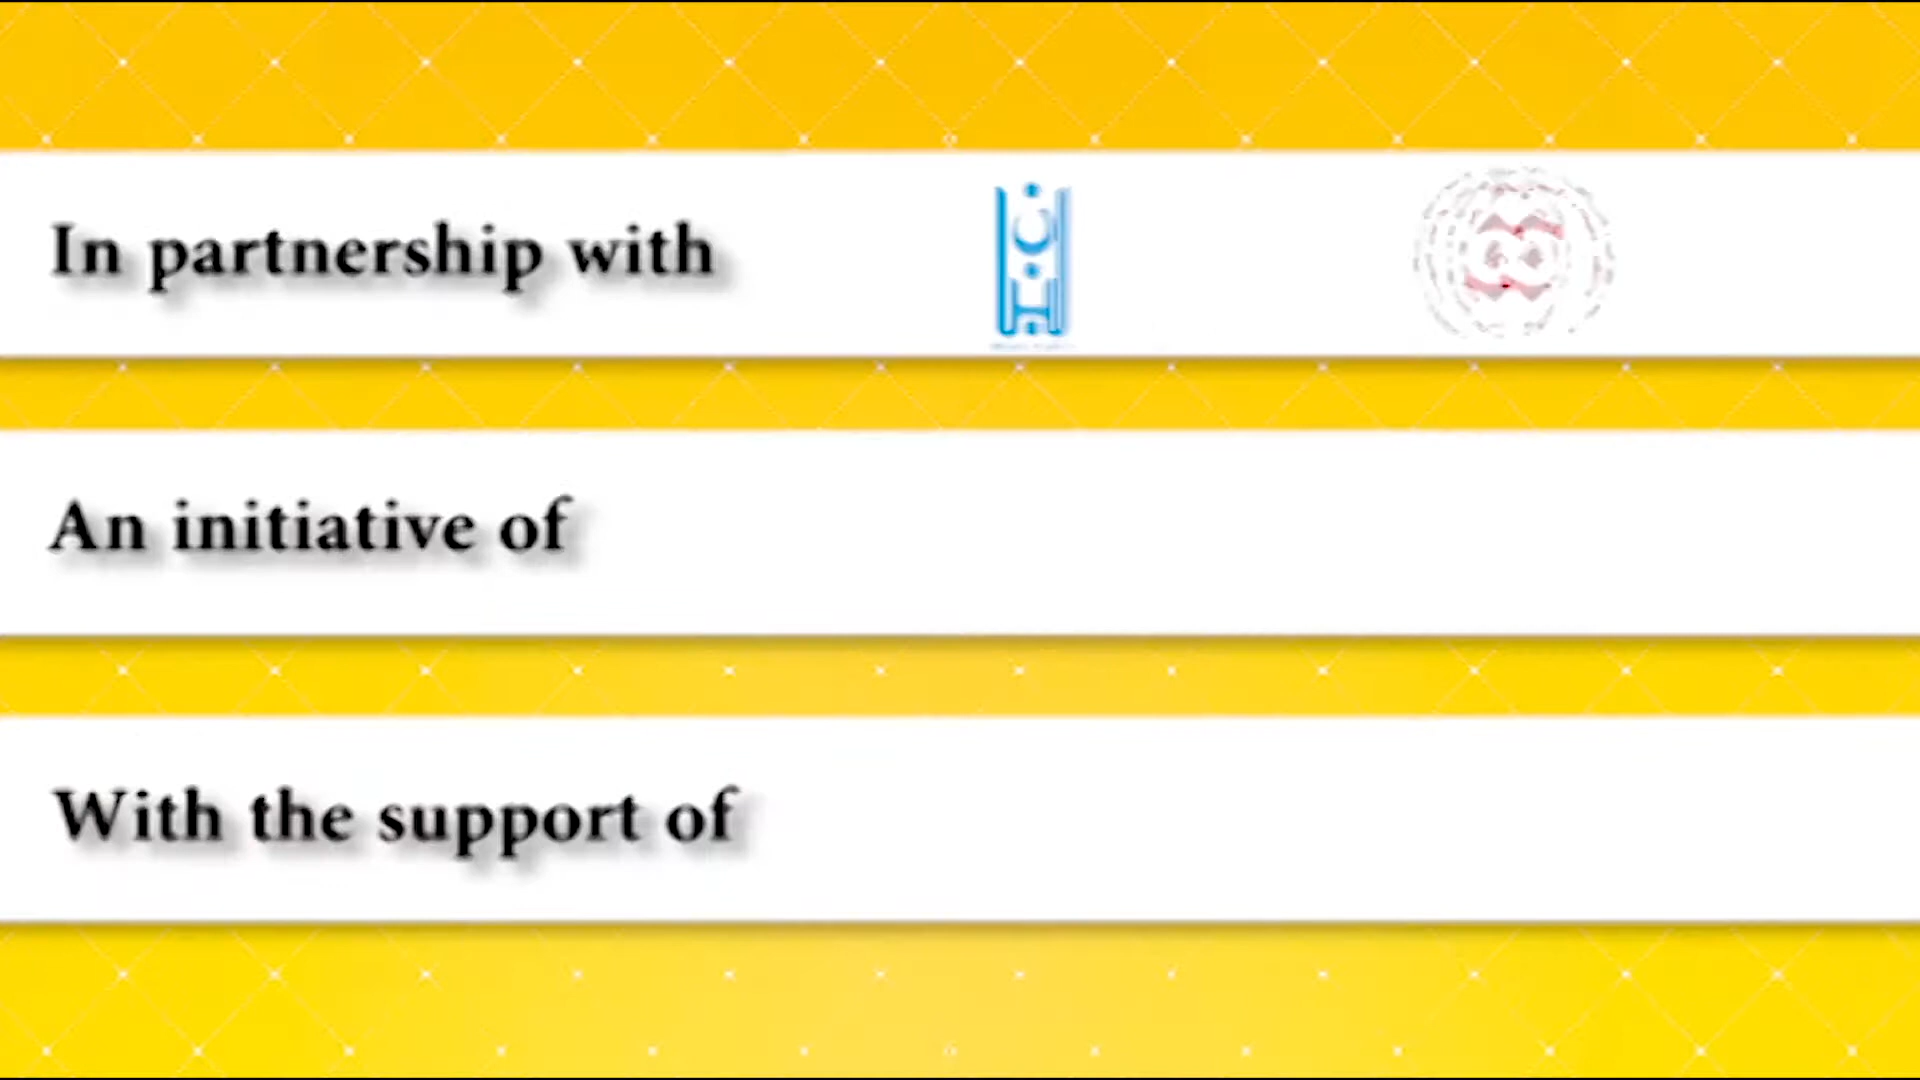 In partnership with
An initiative of
With the support of